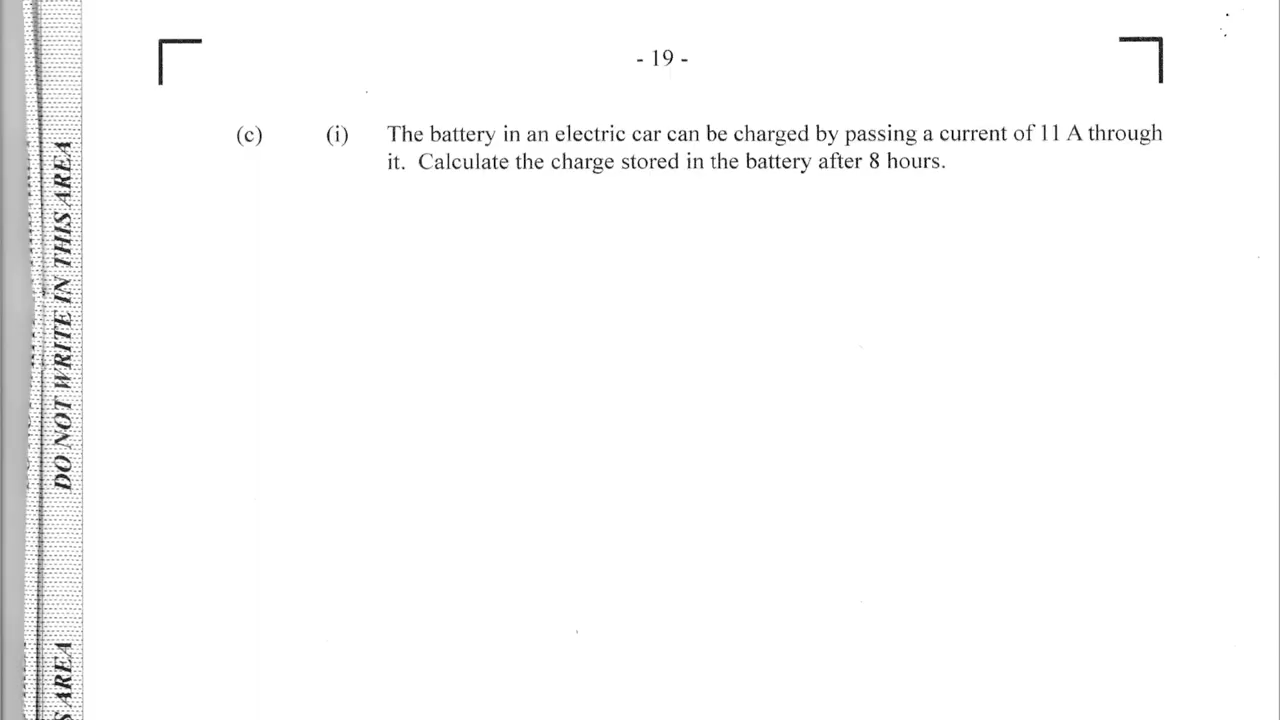 - 19 -
(c) (i) The battery in an electric car can be charged by passing a current of 11 A through
it. Calculate the charge stored in the battery after 8 hours.
DO NOT WRITE IN THIS AREA
S AREA